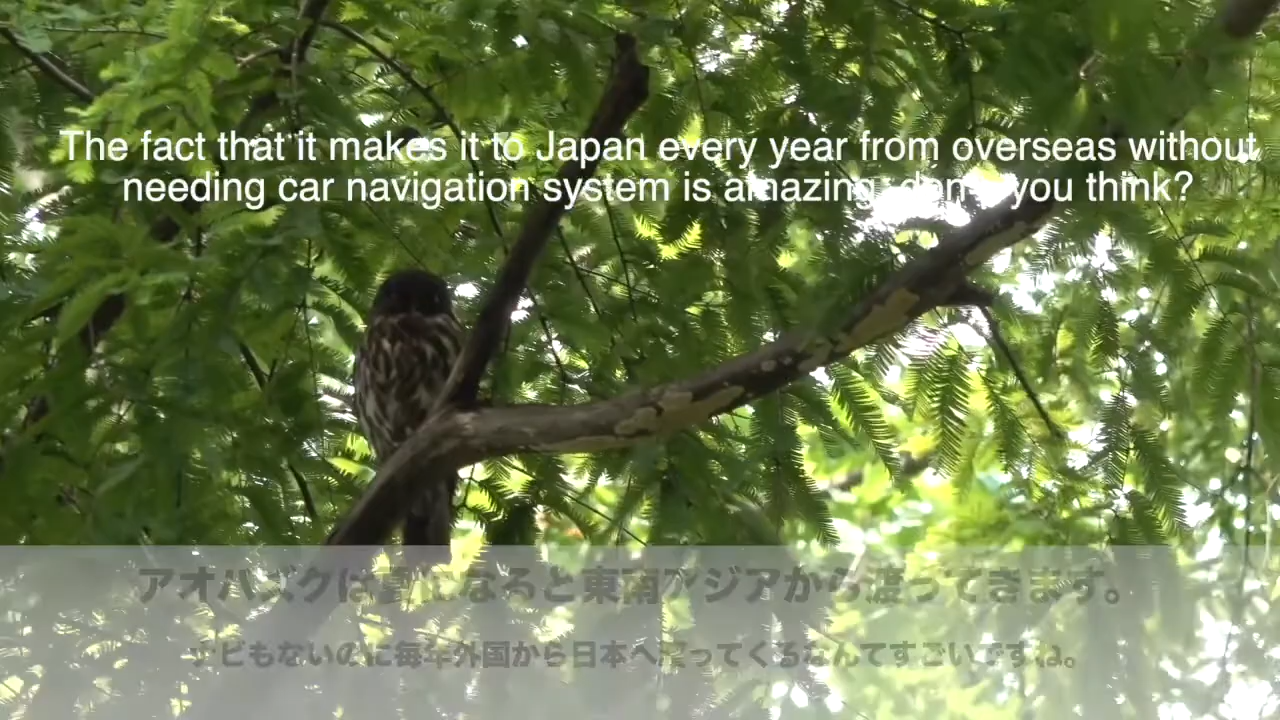 The fact that it makes it to Japan every year from overseas without
needing car navigation system is amazing, don't you think?
アオバズクは夏になると東南アジアから渡ってきます。
ナビもないのに毎年外国から日本へ渡ってくるなんてすごいですね。